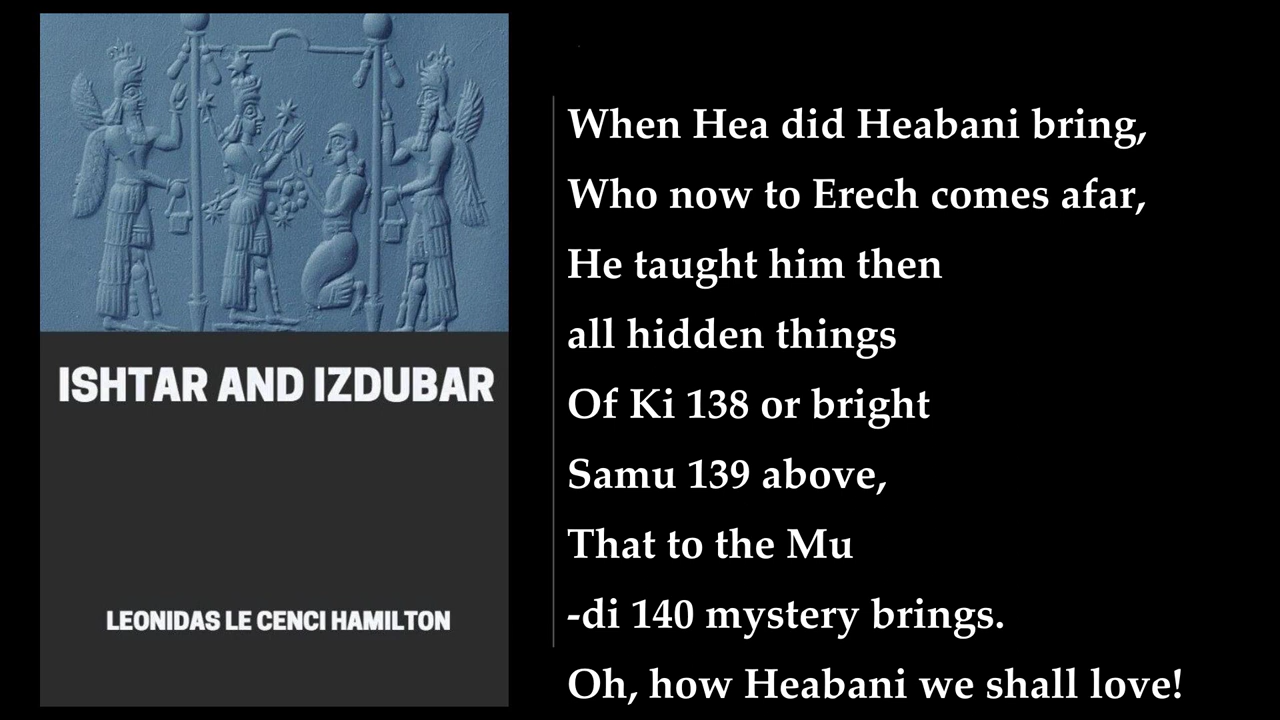 ISHTAR AND IZDUBAR
LEONIDAS LE CENCI HAMILTON
When Hea did Heabani bring,
Who now to Erech comes afar,
He taught him then
all hidden things
Of Ki 138 or bright
Samu 139 above,
That to the Mu
-di 140 mystery brings.
Oh, how Heabani we shall love!